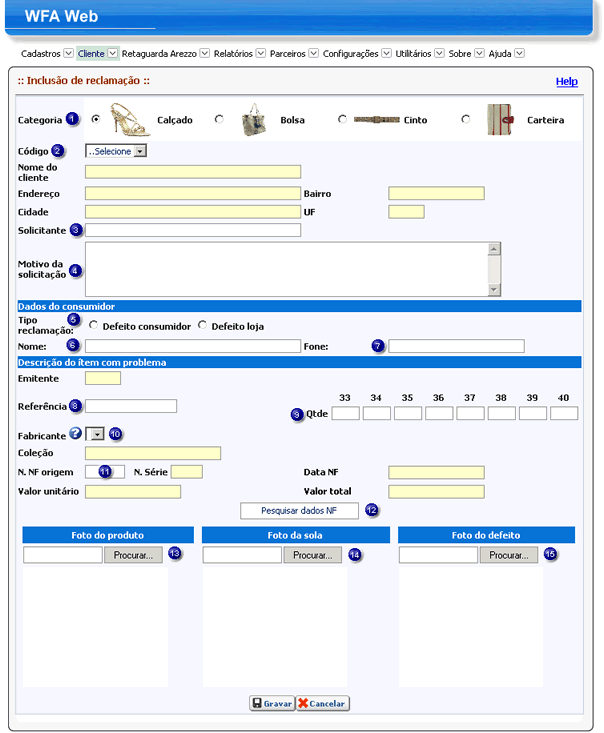 WFA Web
Cadastros Cliente Retaguarda Arezzo Relatórios Parceiros Configurações Utilitários Sobre Ajuda
:: Inclusão de reclamação :: Help
Categoria 1 Calçado Bolsa Cinto Carteira
Código 2 ..Selecione
Nome do
cliente
Endereço Bairro
Cidade UF
Solicitante 3
Motivo da
solicitação 4
Dados do consumidor
Tipo
reclamação: 5 Defeito consumidor Defeito loja
Nome: 6 Fone: 7
Descrição do ítem com problema
Emitente
33 34 35 36 37 38 39 40
Referência 8 9 Qtde
Fabricante ? 10
Coleção
N. NF origem 11 N. Série Data NF
Valor unitário Valor total
Pesquisar dados NF 12
Foto do produto Foto da sola Foto do defeito
Procurar... 13 Procurar... 14 Procurar... 15
Gravar Cancelar